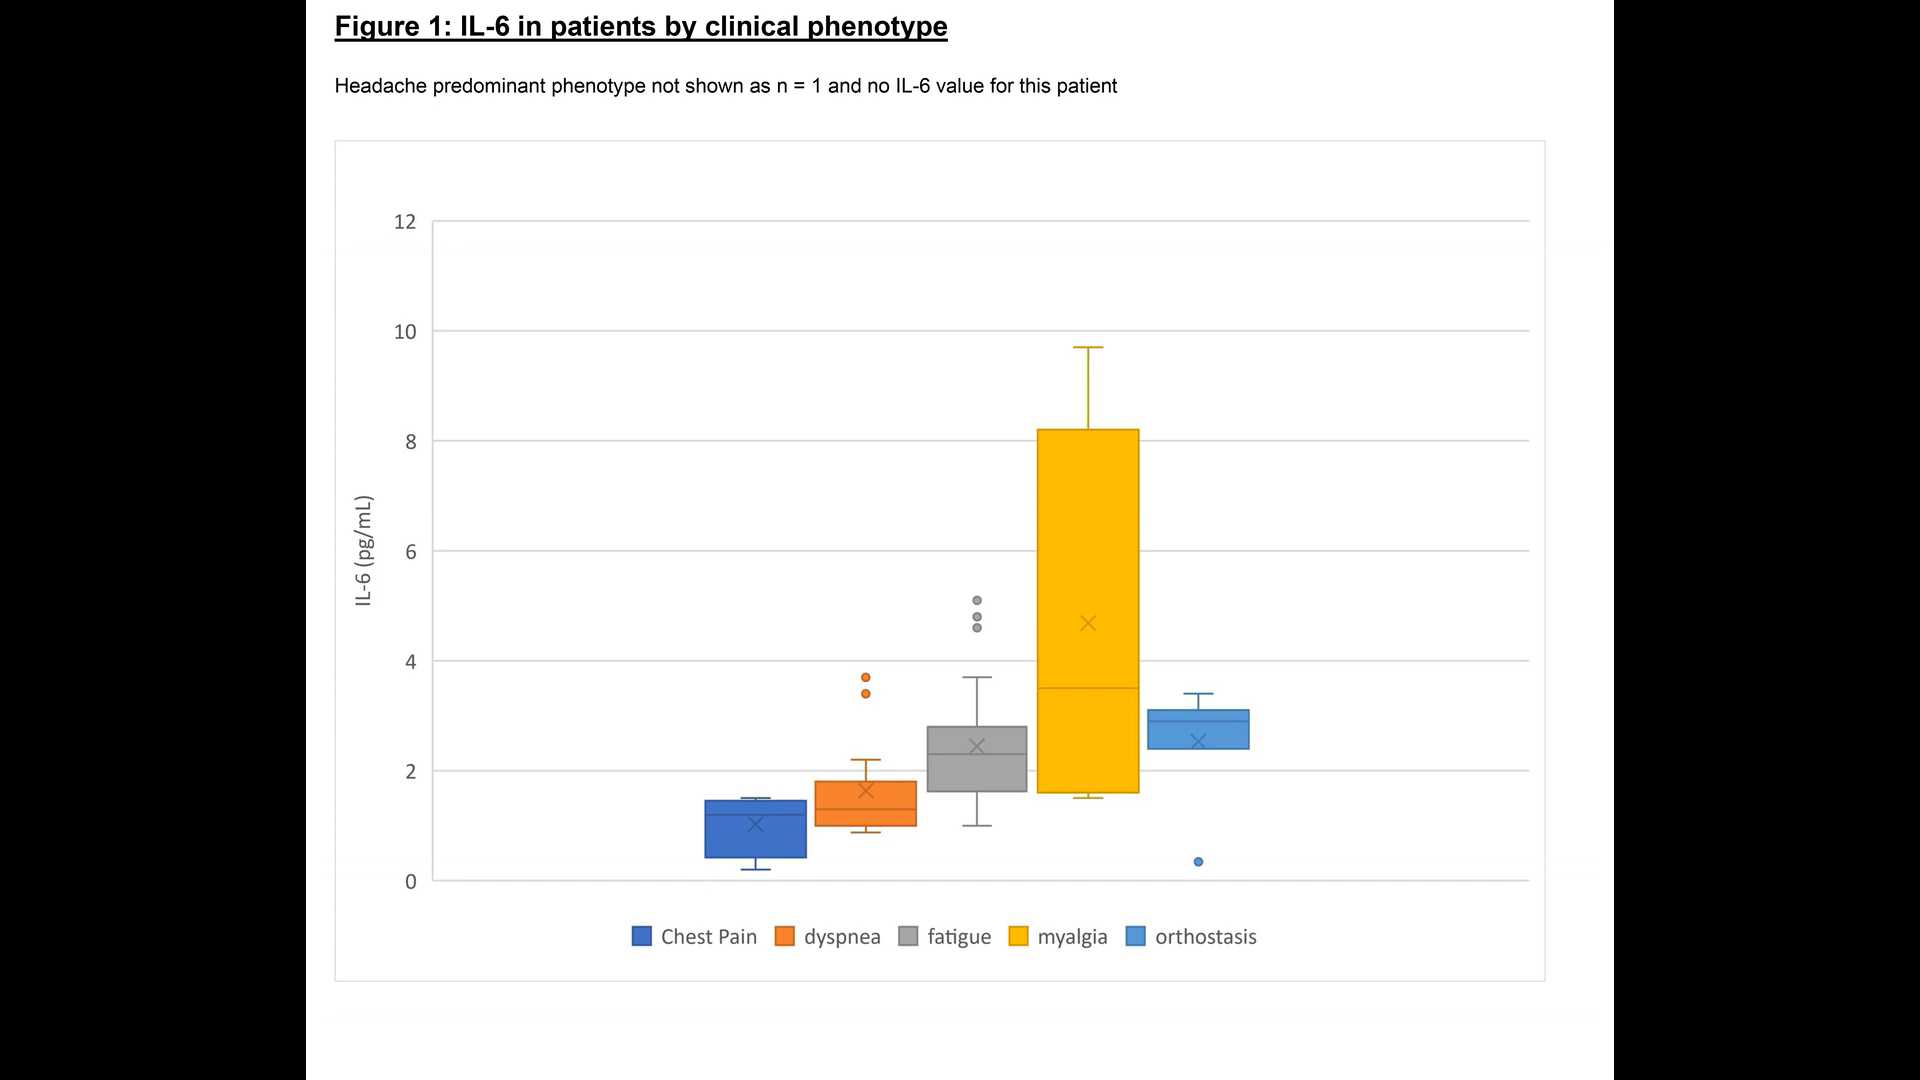 Figure 1: IL-6 in patients by clinical phenotype
Headache predominant phenotype not shown as n = 1 and no IL-6 value for this patient
12
10
8
6
4
2
0
IL-6 (pg/mL)
Chest Pain dyspnea fatigue myalgia orthostasis